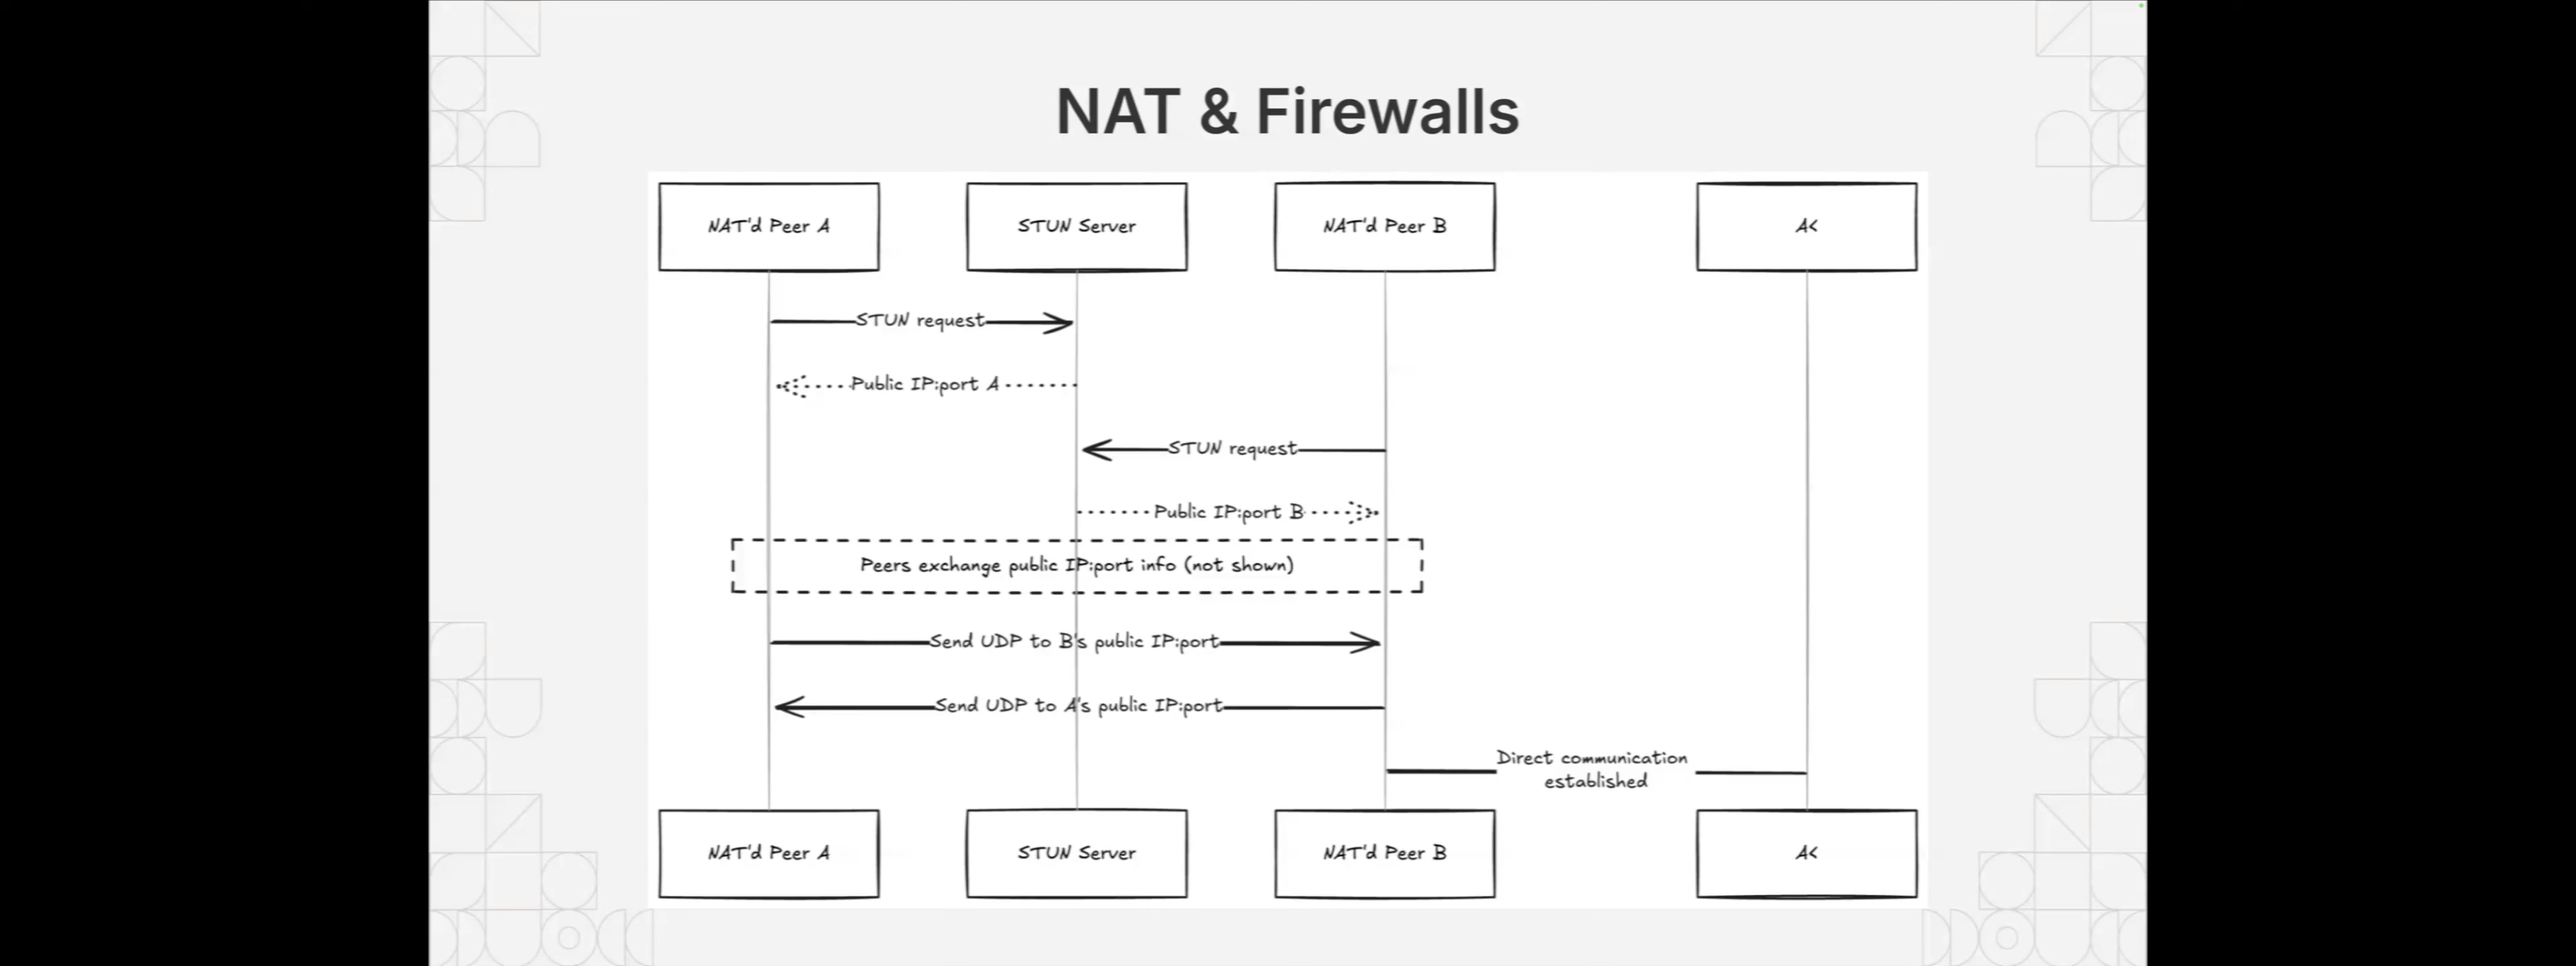 NAT & Firewalls
NAT'd Peer A
STUN Server
NAT'd Peer B
A<
STUN request
Public IP:port A
STUN request
Public IP:port B
Peers exchange public IP:port info (not shown)
Send UDP to B's public IP:port
Send UDP to A's public IP:port
Direct communication
established
NAT'd Peer A
STUN Server
NAT'd Peer B
A<